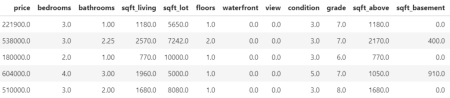 price bedrooms bathrooms sqft_living sqft_lot floors waterfront view condition grade sqft_above sqft_basement
221900.0 3.0 1.00 1180.0 5650.0 1.0 0.0 0.0 3.0 7.0 1180.0 0.0
538000.0 3.0 2.25 2570.0 7242.0 2.0 0.0 0.0 3.0 7.0 2170.0 400.0
180000.0 2.0 1.00 770.0 10000.0 1.0 0.0 0.0 3.0 6.0 770.0 0.0
604000.0 4.0 3.00 1960.0 5000.0 1.0 0.0 0.0 5.0 7.0 1050.0 910.0
510000.0 3.0 2.00 1680.0 8080.0 1.0 0.0 0.0 3.0 8.0 1680.0 0.0